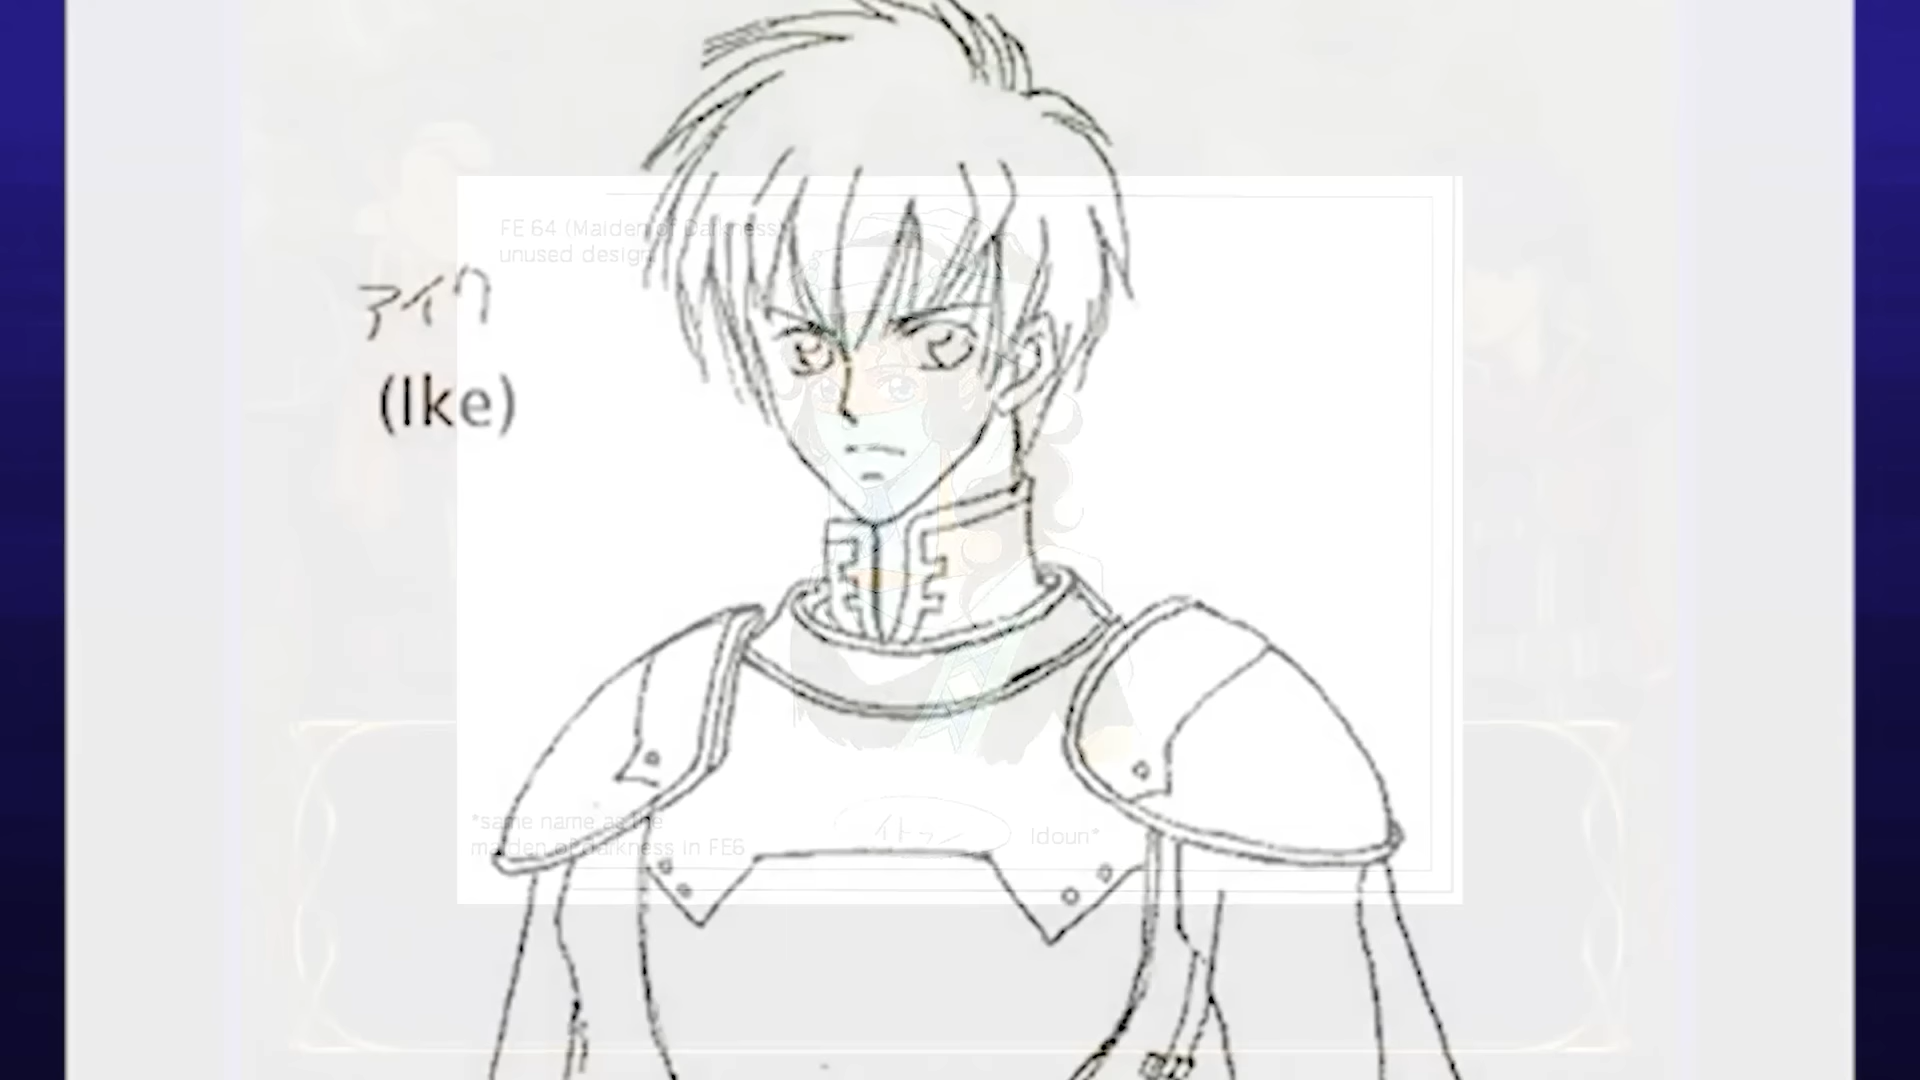 FE 64 (Maiden of Darkness)
unused design
アイク
(Ike)
*same name as the
maiden of darkness in FE6
イドゥン
Idoun*